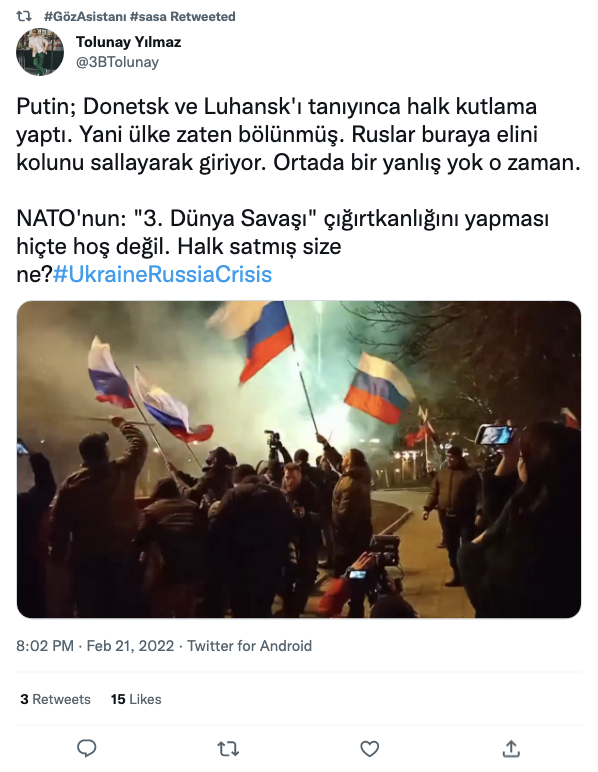 #GözAsistanı #sasa Retweeted
Tolunay Yılmaz
@3BTolunay
Putin; Donetsk ve Luhansk'ı tanıyınca halk kutlama
yaptı. Yani ülke zaten bölünmüş. Ruslar buraya elini
kolunu sallayarak giriyor. Ortada bir yanlış yok o zaman.
NATO'nun: "3. Dünya Savaşı" çığırtkanlığını yapması
hiçte hoş değil. Halk satmış size
ne?#UkraineRussiaCrisis
8:02 PM · Feb 21, 2022 · Twitter for Android
3 Retweets 15 Likes